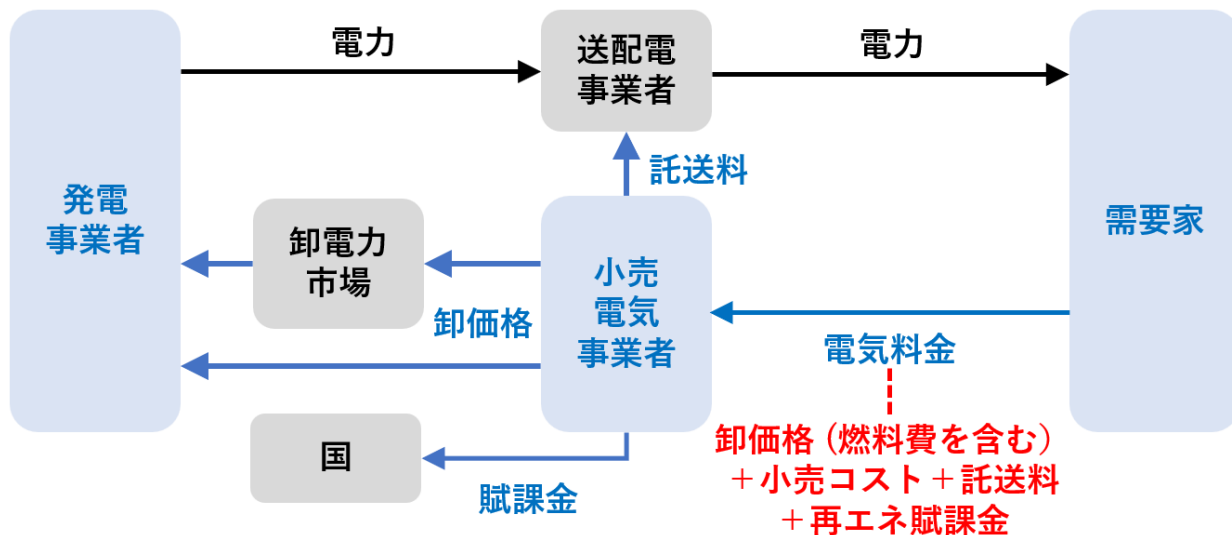 電力
送配電
事業者
電力
託送料
発電
事業者
卸電力
市場
卸価格
小売
電気
事業者
需要家
電気料金
国
賦課金
卸価格（燃料費を含む）
＋小売コスト＋託送料
＋再エネ賦課金